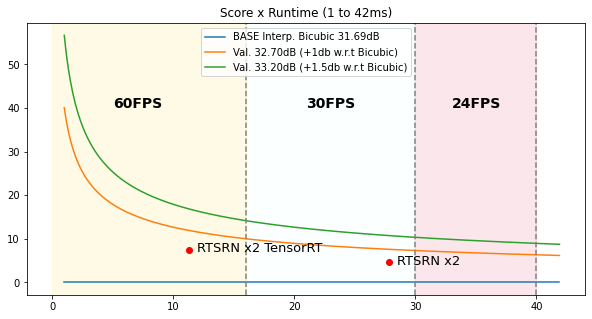 Score x Runtime (1 to 42ms)
BASE Interp. Bicubic 31.69dB
Val. 32.70dB (+1db w.r.t Bicubic)
Val. 33.20dB (+1.5db w.r.t Bicubic)
60FPS
30FPS
24FPS
RTSRN x2 TensorRT
RTSRN x2
50
40
30
20
10
0
0
10
20
30
40